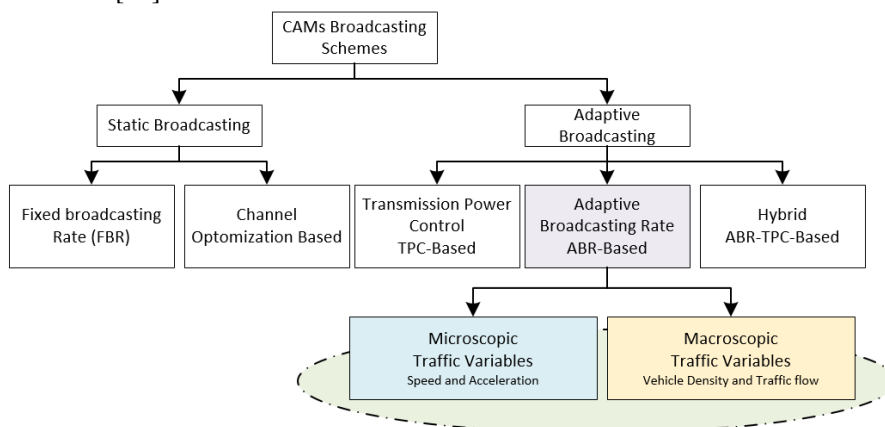 CAMs Broadcasting
Schemes
Static Broadcasting
Adaptive
Broadcasting
Fixed broadcasting
Rate (FBR)
Channel
Optomization Based
Transmission Power
Control
TPC-Based
Adaptive
Broadcasting Rate
ABR-Based
Hybrid
ABR-TPC-Based
Microscopic
Traffic Variables
Speed and Acceleration
Macroscopic
Traffic Variables
Vehicle Density and Traffic flow